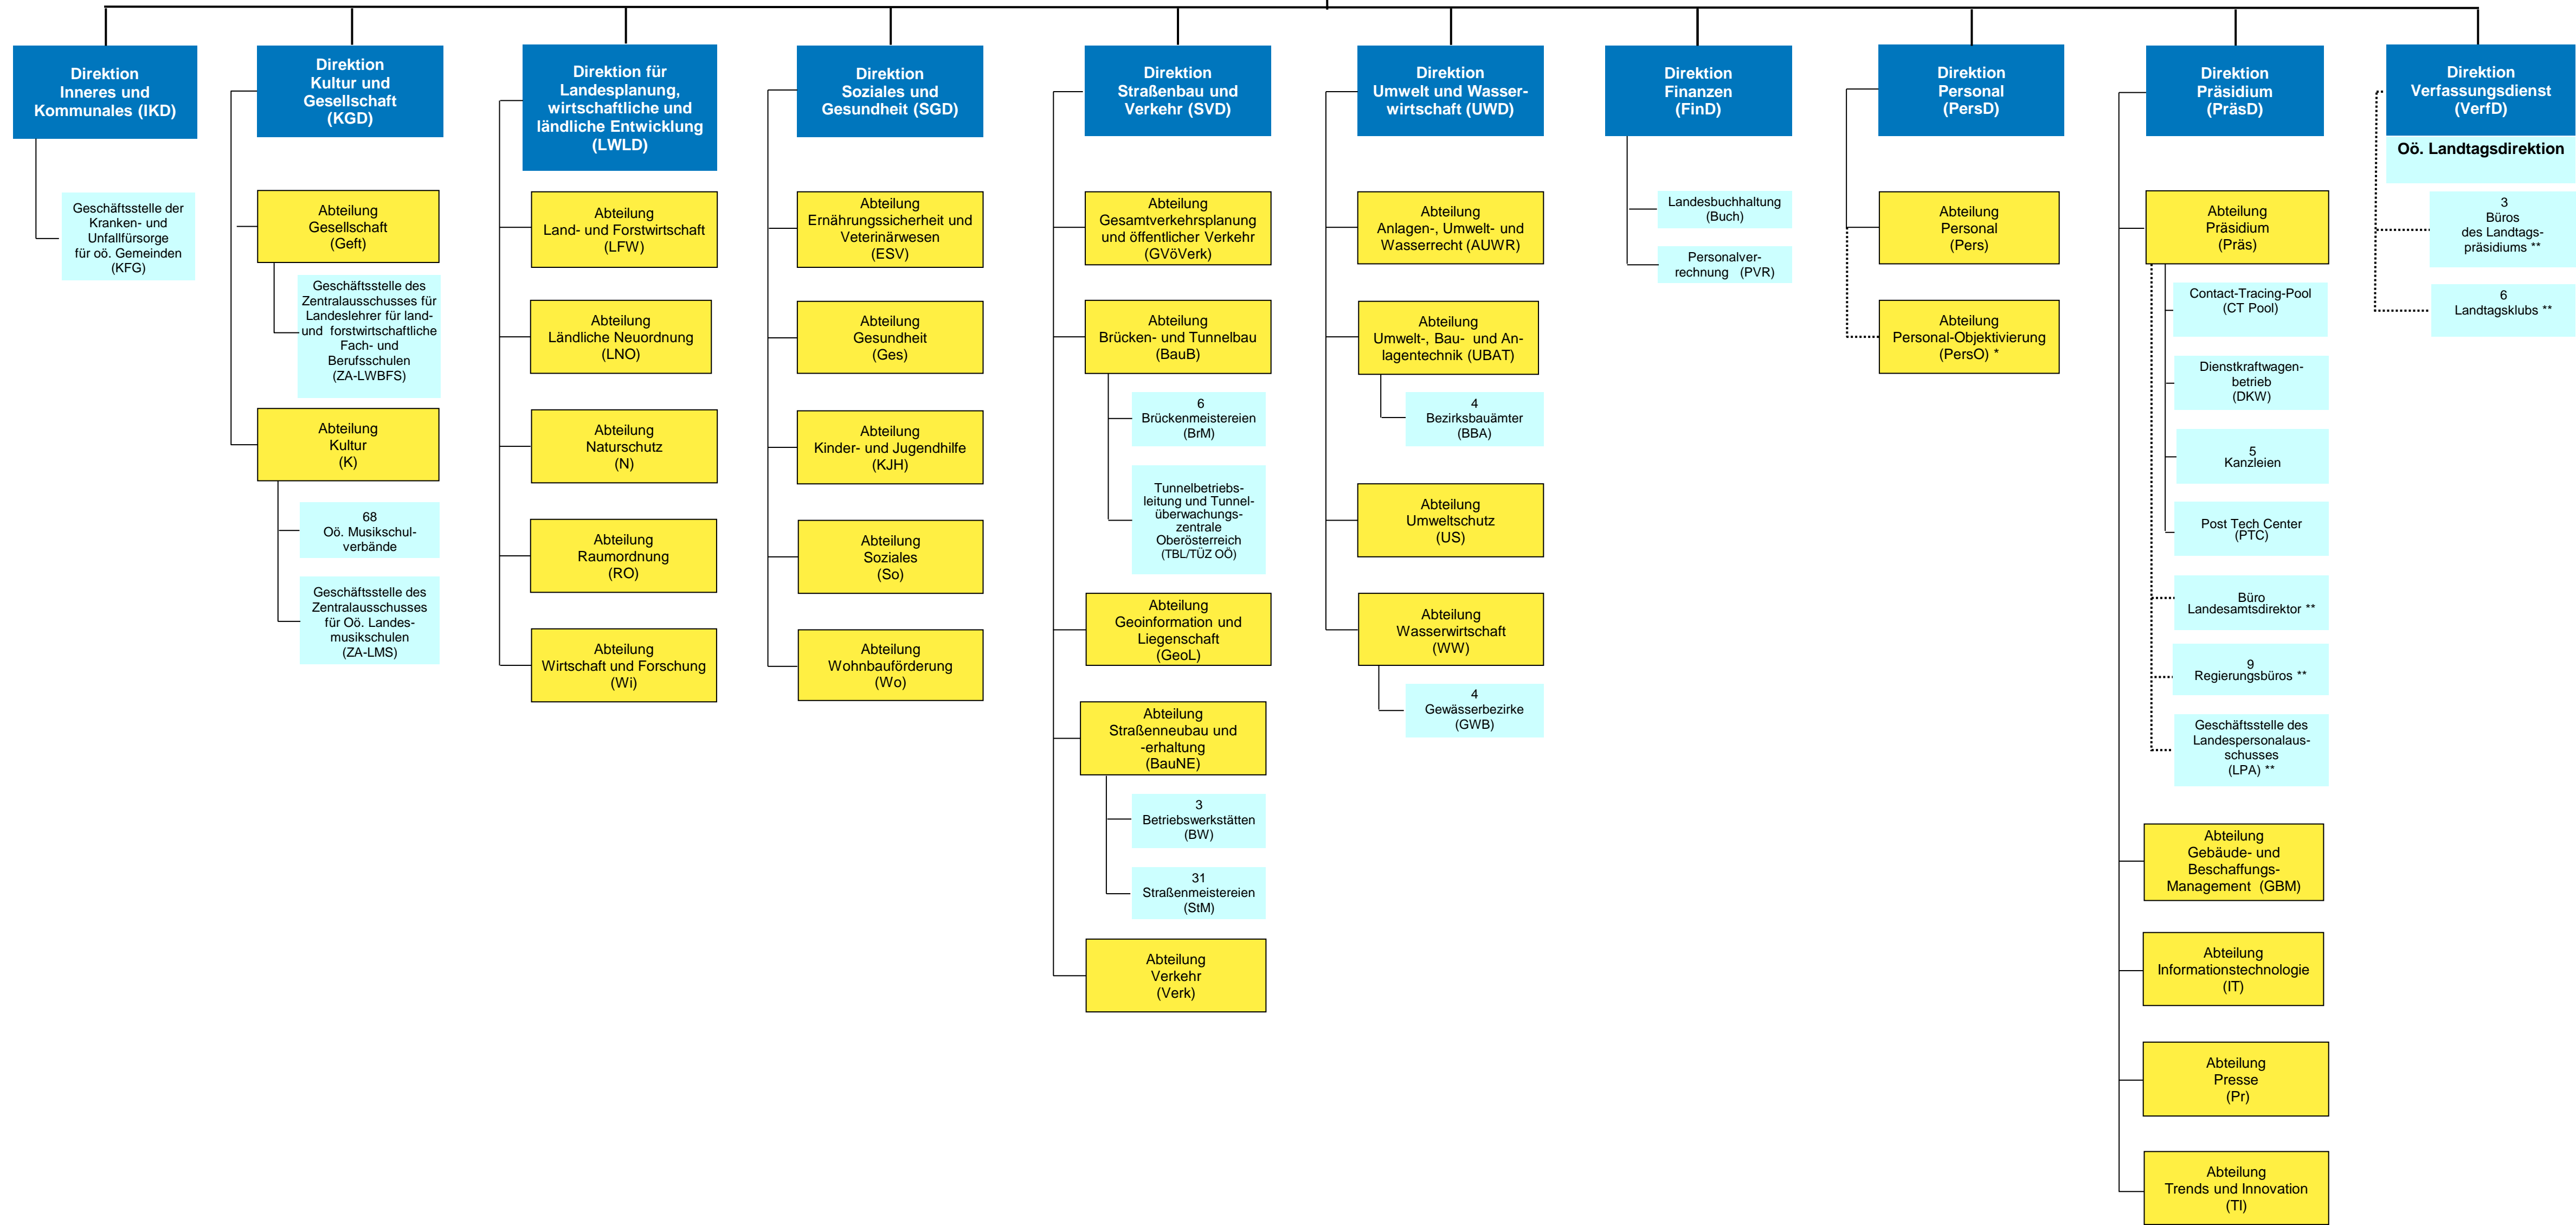 Direktion
Inneres und
Kommunales (IKD)
Geschäftsstelle der
Kranken- und
Unfallfürsorge
für oö. Gemeinden
(KFG)
Direktion
Kultur und
Gesellschaft
(KGD)
Abteilung
Gesellschaft
(Geft)
Geschäftsstelle des
Zentralausschusses für
Landeslehrer für land-
und forstwirtschaftliche
Fach- und
Berufsschulen
(ZA-LWBFS)
Abteilung
Kultur
(K)
68
Oö. Musikschul-
verbände
Geschäftsstelle des
Zentralausschusses
für Oö. Landes-
musikschulen
(ZA-LMS)
Direktion für
Landesplanung,
wirtschaftliche und
ländliche Entwicklung
(LWLD)
Abteilung
Land- und Forstwirtschaft
(LFW)
Abteilung
Ländliche Neuordnung
(LNO)
Abteilung
Naturschutz
(N)
Abteilung
Raumordnung
(RO)
Abteilung
Wirtschaft und Forschung
(Wi)
Direktion
Soziales und
Gesundheit (SGD)
Abteilung
Ernährungssicherheit und
Veterinärwesen
(ESV)
Abteilung
Gesundheit
(Ges)
Abteilung
Kinder- und Jugendhilfe
(KJH)
Abteilung
Soziales
(So)
Abteilung
Wohnbauförderung
(Wo)
Direktion
Straßenbau und
Verkehr (SVD)
Abteilung
Gesamtverkehrsplanung
und öffentlicher Verkehr
(GVöVerk)
Abteilung
Brücken- und Tunnelbau
(BauB)
6
Brückenmeistereien
(BrM)
Tunnelbetriebs-
leitung und Tunnel-
überwachungs-
zentrale
Oberösterreich
(TBL/TÜZ OÖ)
Abteilung
Geoinformation und
Liegenschaft
(GeoL)
Abteilung
Straßenneubau und
-erhaltung
(BauNE)
3
Betriebswerkstätten
(BW)
31
Straßenmeistereien
(StM)
Abteilung
Verkehr
(Verk)
Direktion
Umwelt und Wasser-
wirtschaft (UWD)
Abteilung
Anlagen-, Umwelt- und
Wasserrecht (AUWR)
Abteilung
Umwelt-, Bau- und An-
lagentechnik (UBAT)
4
Bezirksbauämter
(BBA)
Abteilung
Umweltschutz
(US)
Abteilung
Wasserwirtschaft
(WW)
4
Gewässerbezirke
(GWB)
Direktion
Finanzen
(FinD)
Landesbuchhaltung
(Buch)
Personalver-
rechnung (PVR)
Direktion
Personal
(PersD)
Abteilung
Personal
(Pers)
Abteilung
Personal-Objektivierung
(PersO) *
Direktion
Präsidium
(PräsD)
Abteilung
Präsidium
(Präs)
Contact-Tracing-Pool
(CT Pool)
Dienstkraftwagen-
betrieb
(DKW)
5
Kanzleien
Post Tech Center
(PTC)
Büro
Landesamtsdirektor **
9
Regierungsbüros **
Geschäftsstelle des
Landespersonalaus-
schusses
(LPA) **
Abteilung
Gebäude- und
Beschaffungs-
Management (GBM)
Abteilung
Informationstechnologie
(IT)
Abteilung
Presse
(Pr)
Abteilung
Trends und Innovation
(TI)
Direktion
Verfassungsdienst
(VerfD)
Oö. Landtagsdirektion
3
Büros
des Landtags-
präsidiums **
6
Landtagsklubs **